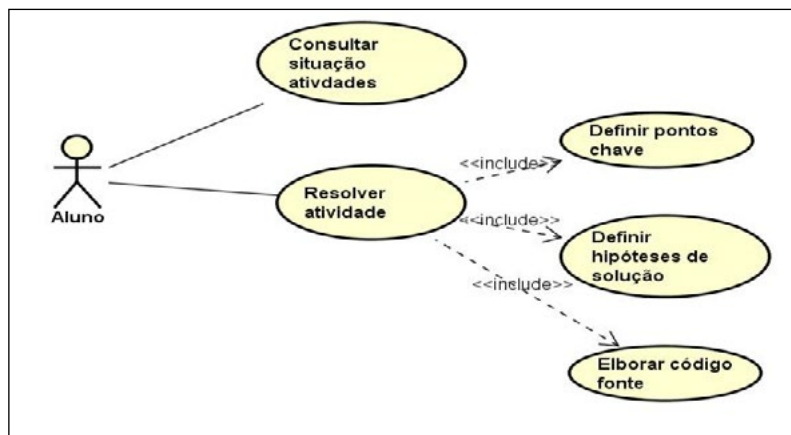 Consultar
situação
ativdades
Definir pontos
chave
<<include>>
Resolver
atividade
Aluno
<<include>>
Definir
hipóteses de
solução
<<include>>
Elborar código
fonte